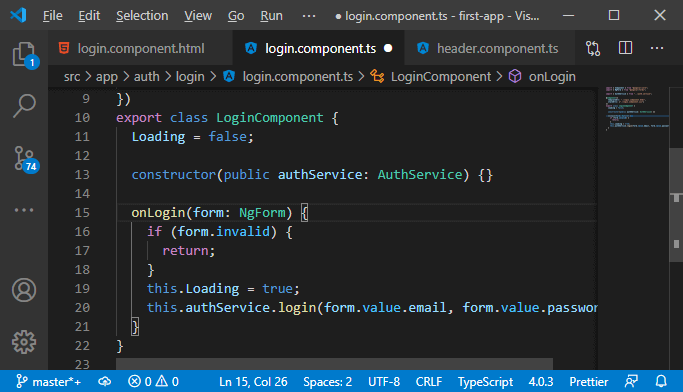 File Edit Selection View Go Run ··· ● login.component.ts - first-app - Vis...
login.component.html login.component.ts ● header.component.ts ···
src > app > auth > login > login.component.ts > LoginComponent > onLogin
9 })
10 export class LoginComponent {
11 Loading = false;
12
13 constructor(public authService: AuthService) {}
14
15 onLogin(form: NgForm) {
16 if (form.invalid) {
17 return;
18 }
19 this.Loading = true;
20 this.authService.login(form.value.email, form.value.passwor
21 }
22 }
23
1
74
master*+ 0 0 Ln 15, Col 26 Spaces: 2 UTF-8 CRLF TypeScript 4.0.3 Prettier